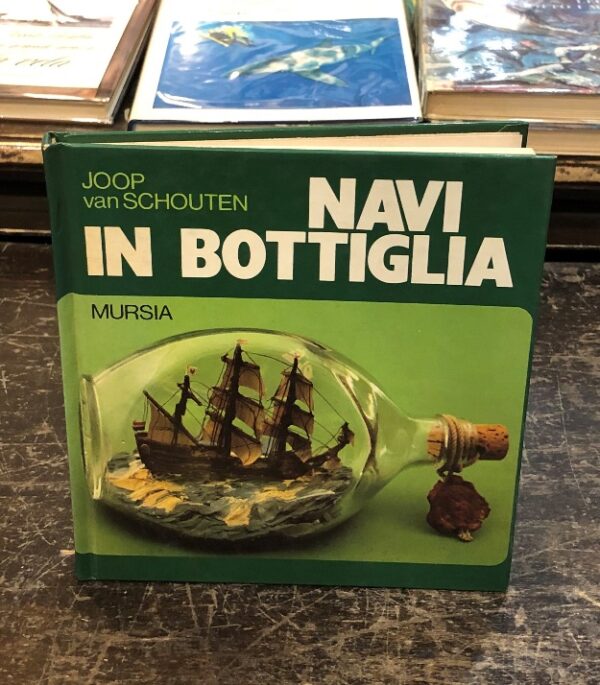 JOOP
van SCHOUTEN
NAVI
IN BOTTIGLIA
MURSIA